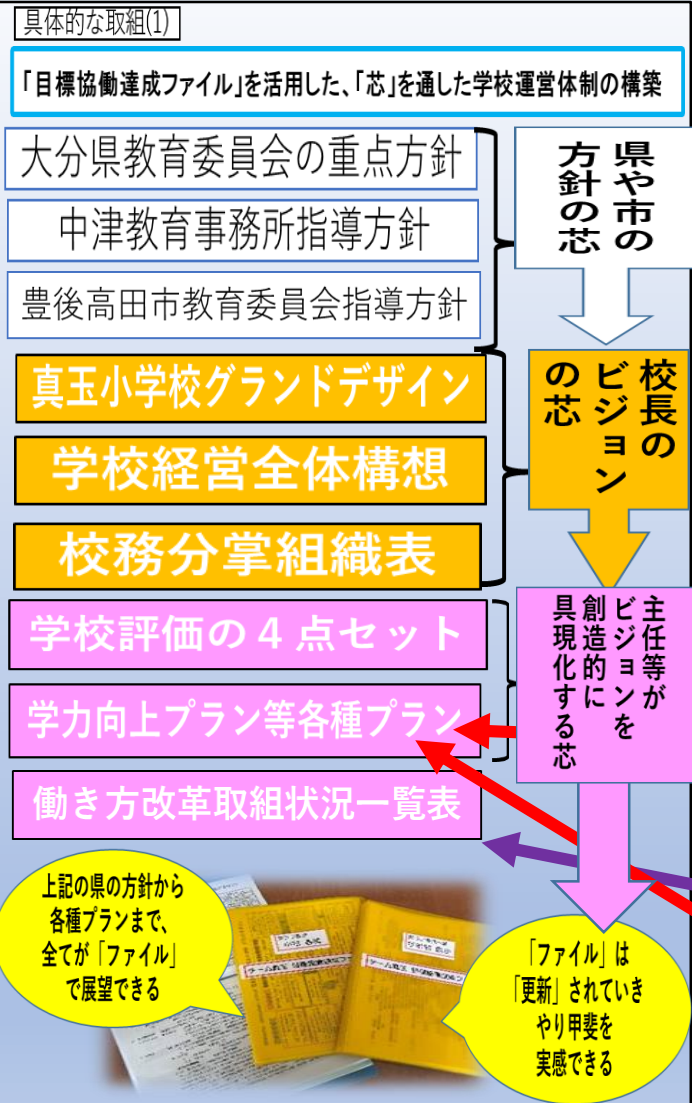 具体的な取組(1)
「目標協働達成ファイル」を活用した、「芯」を通した学校運営体制の構築
大分県教育委員会の重点方針
中津教育事務所指導方針
豊後高田市教育委員会指導方針
県や市の
方針の芯
真玉小学校グランドデザイン
学校経営全体構想
校務分掌組織表
校長の
ビジョン
の芯
学校評価の4点セット
学力向上プラン等各種プラン
働き方改革取組状況一覧表
主任等が
ビジョンを
創造的に
具現化する芯
上記の県の方針から
各種プランまで、
全てが「ファイル」
で展望できる
「ファイル」は
「更新」されていき
やり甲斐を
実感できる